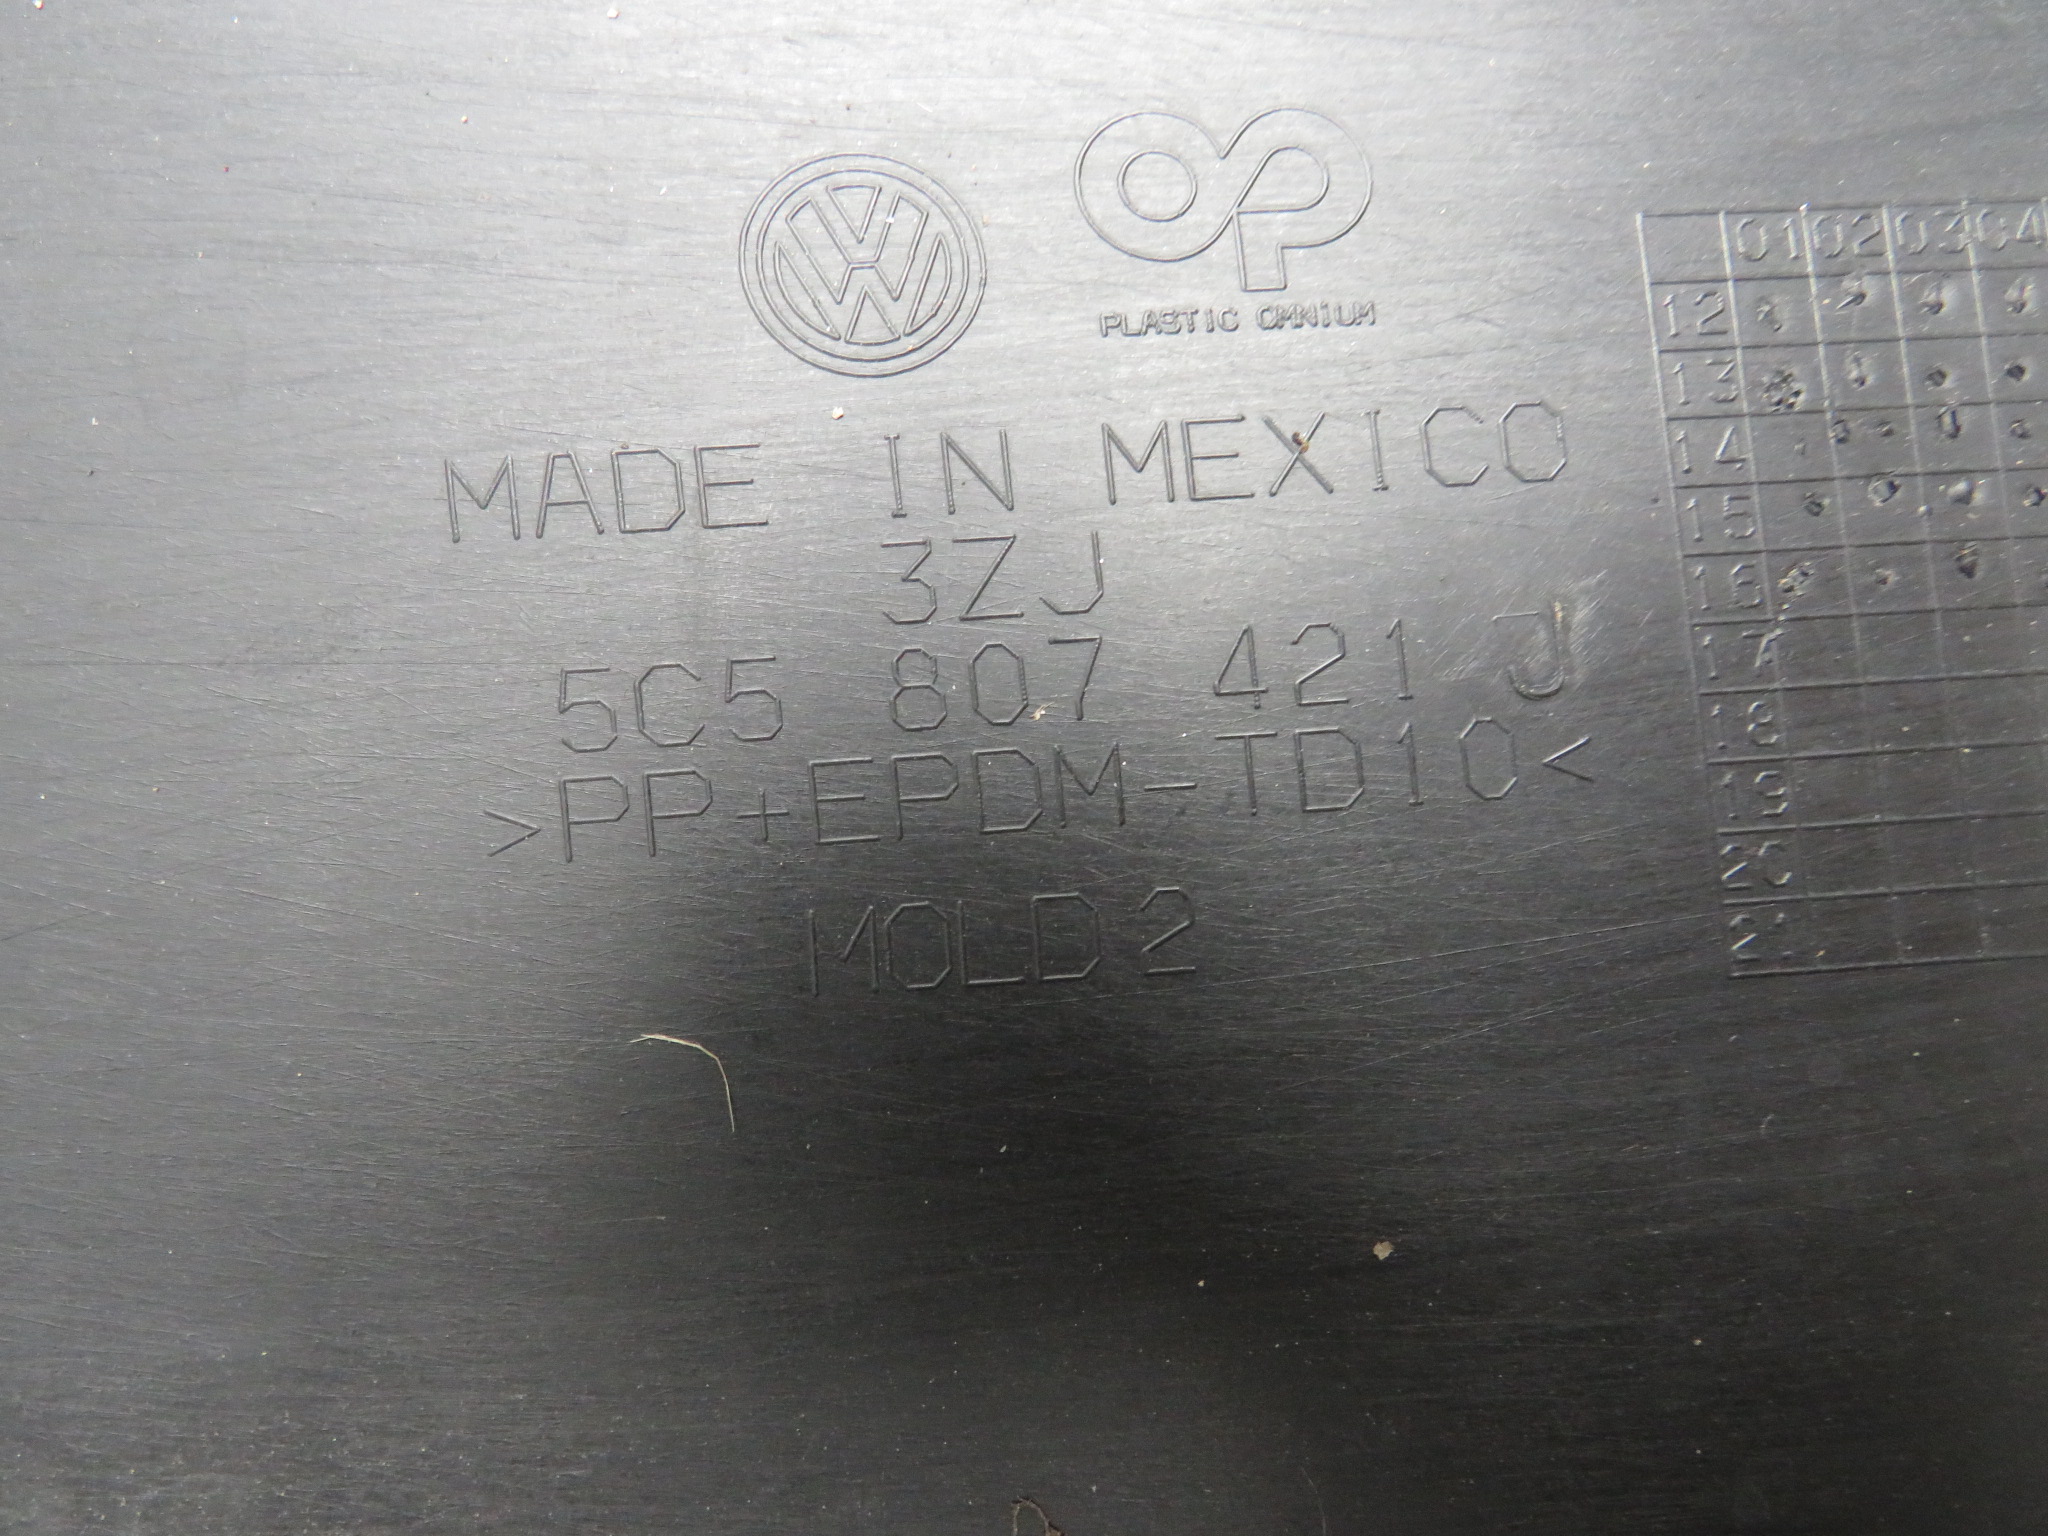 PLASTIC OMNIUM
MADE IN MEXICO
3ZJ
5C5 807 421 J
>PP+EPDM-TD10<
MOLD 2
01 02 03 04
12
13
14
15
16
17
18
19
20
21